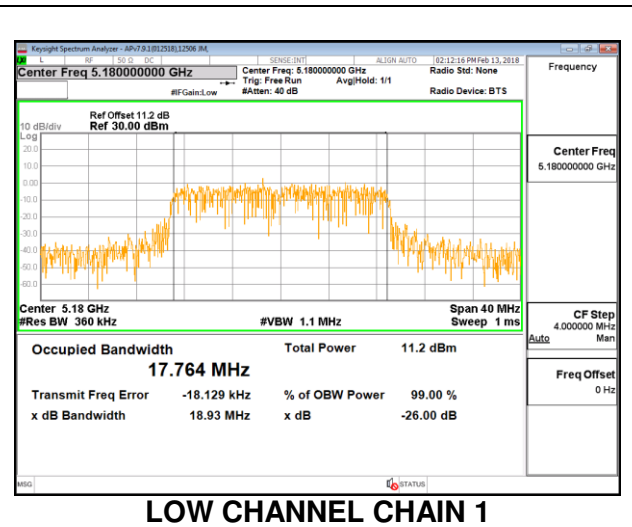 Keysight Spectrum Analyzer - APv7.9.1(012518),12506 JM,
L RF 50 Ω DC SENSE:INT ALIGN AUTO 02:12:16 PM Feb 13, 2018
Center Freq 5.180000000 GHz
Center Freq: 5.180000000 GHz
Radio Std: None
Trig: Free Run Avg|Hold: 1/1
#IFGain:Low #Atten: 40 dB Radio Device: BTS
Frequency
Ref Offset 11.2 dB
10 dB/div Ref 30.00 dBm
Log
20.0
10.0
0.00
-10.0
-20.0
-30.0
-40.0
-50.0
-60.0
Center 5.18 GHz Span 40 MHz
#Res BW 360 kHz #VBW 1.1 MHz Sweep 1 ms
Occupied Bandwidth Total Power 11.2 dBm
17.764 MHz
Transmit Freq Error -18.129 kHz % of OBW Power 99.00 %
x dB Bandwidth 18.93 MHz x dB -26.00 dB
Center Freq
5.180000000 GHz
CF Step
4.000000 MHz
Auto Man
Freq Offset
0 Hz
MSG STATUS
LOW CHANNEL CHAIN 1